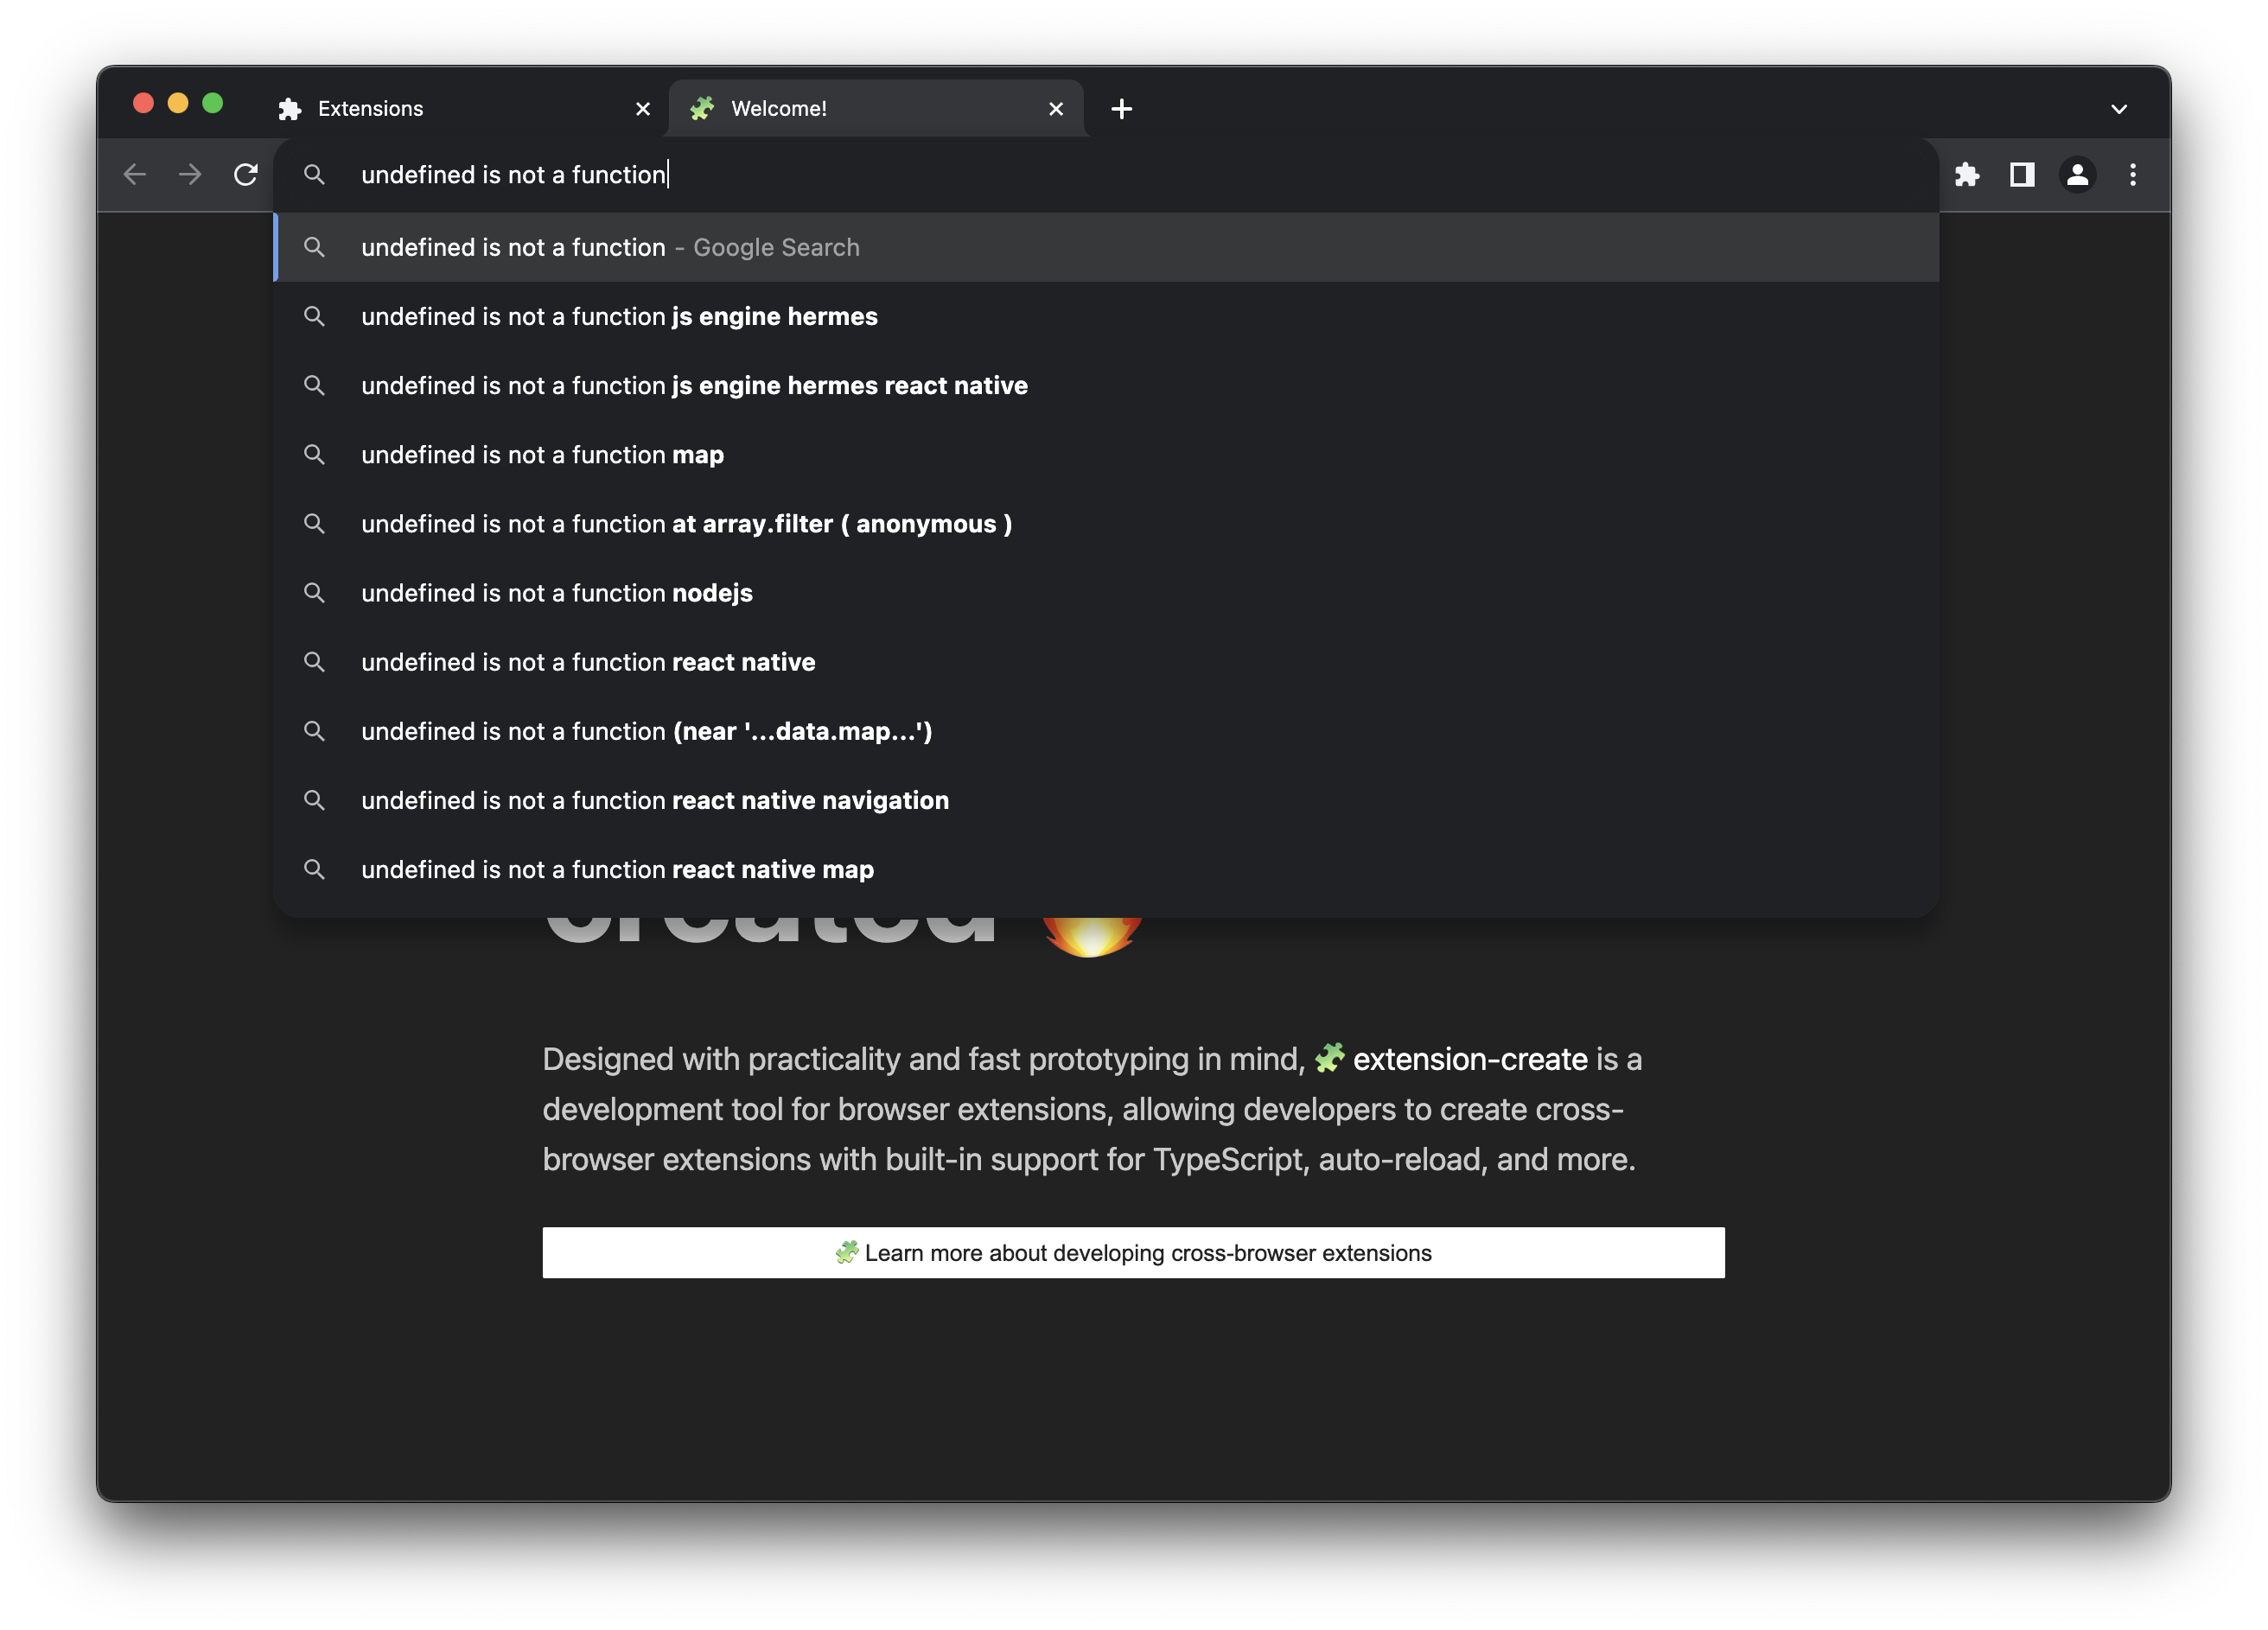 Extensions
Welcome!
undefined is not a function
undefined is not a function - Google Search
undefined is not a function js engine hermes
undefined is not a function js engine hermes react native
undefined is not a function map
undefined is not a function at array.filter ( anonymous )
undefined is not a function nodejs
undefined is not a function react native
undefined is not a function (near '...data.map...')
undefined is not a function react native navigation
undefined is not a function react native map
created
Designed with practicality and fast prototyping in mind, 🧩 extension-create is a
development tool for browser extensions, allowing developers to create cross-
browser extensions with built-in support for TypeScript, auto-reload, and more.
🧩 Learn more about developing cross-browser extensions